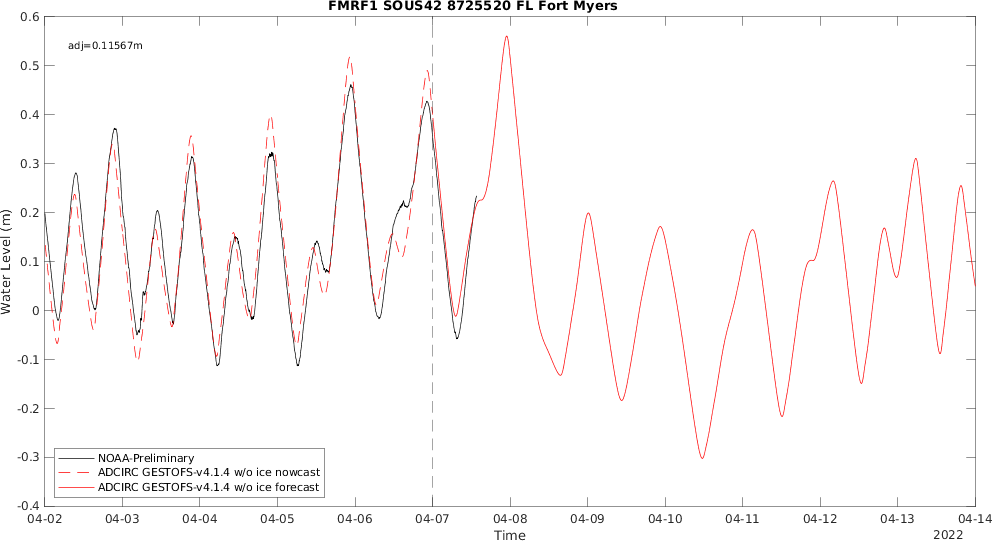 FMRF1 SOUS42 8725520 FL Fort Myers
adj=0.11567m
0.6
0.5
0.4
0.3
0.2
0.1
0
-0.1
-0.2
-0.3
-0.4
Water Level (m)
NOAA-Preliminary
ADCIRC GESTOFS-v4.1.4 w/o ice nowcast
ADCIRC GESTOFS-v4.1.4 w/o ice forecast
04-02 04-03 04-04 04-05 04-06 04-07 04-08 04-09 04-10 04-11 04-12 04-13 04-14
Time
2022